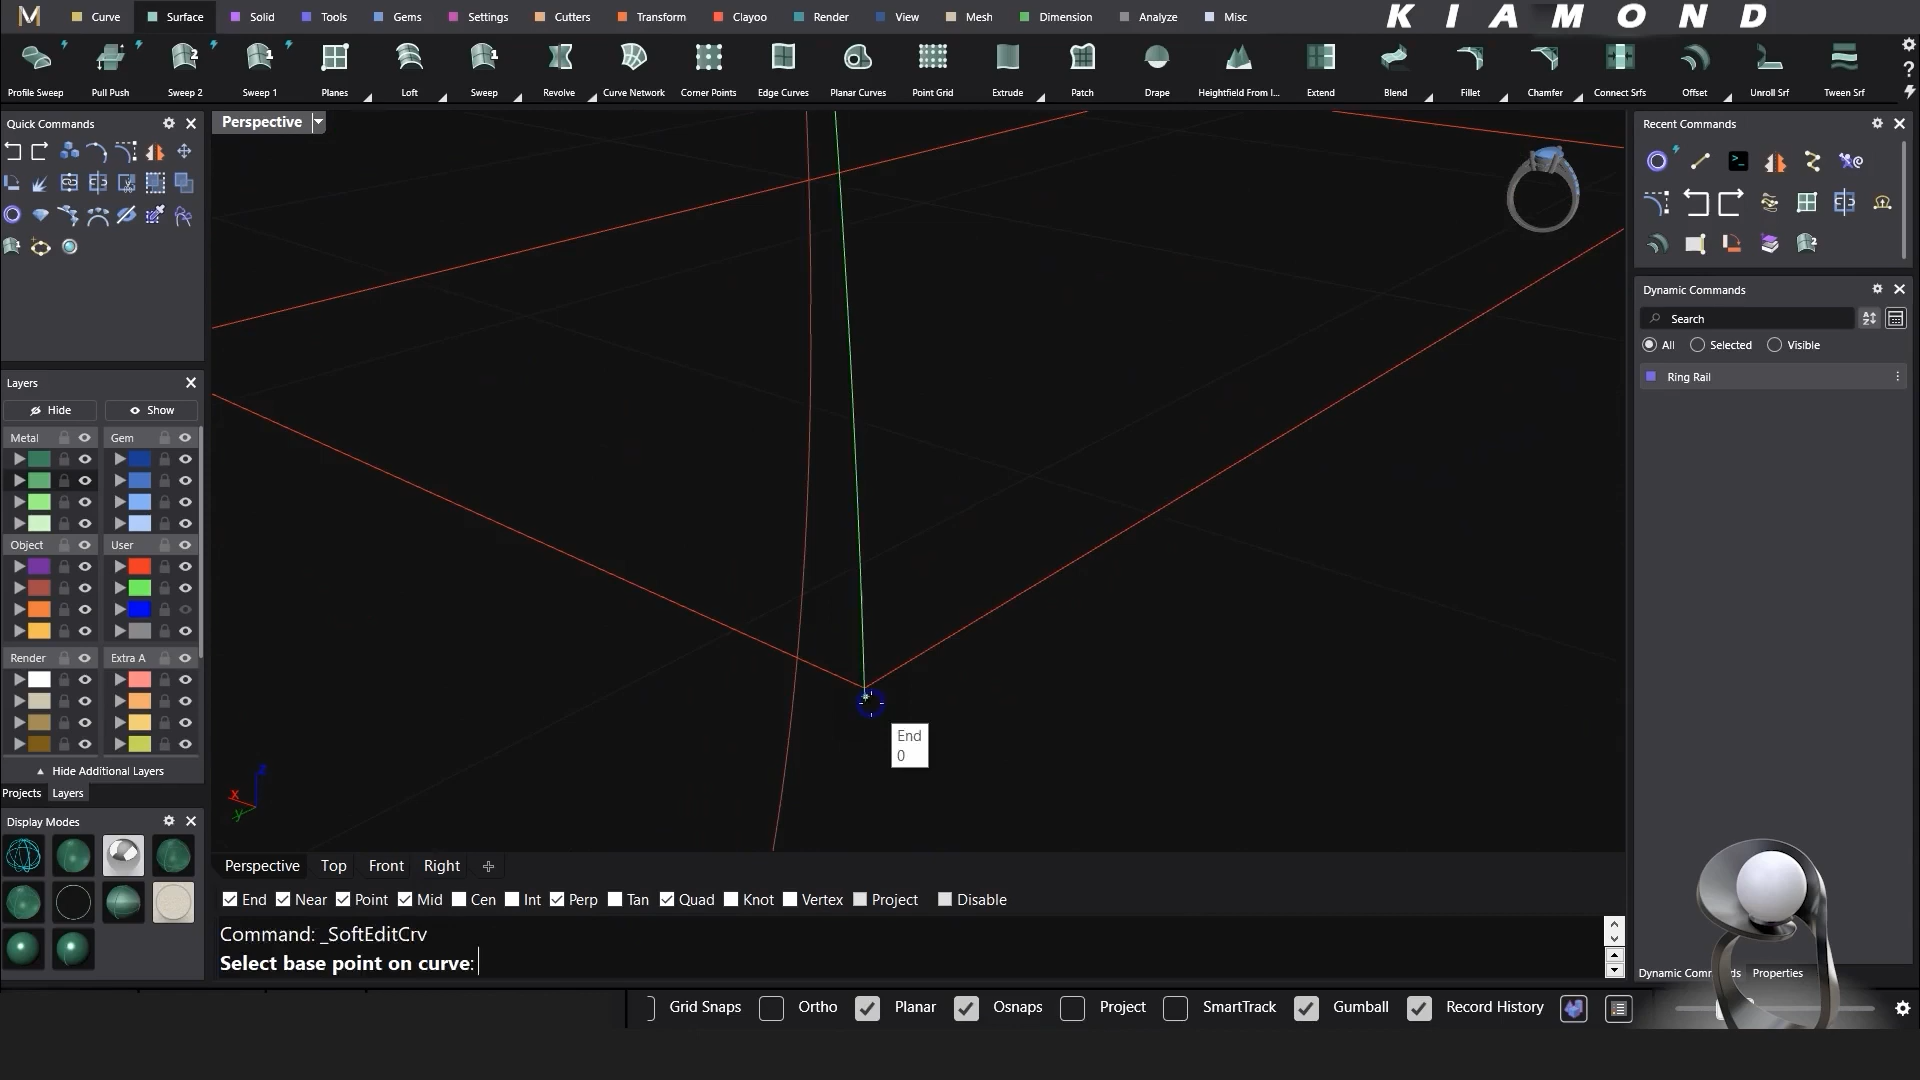 Curve Surface Solid Tools Gems Settings Cutters Transform Clayoo Render View Mesh Dimension Analyze Misc
KIAMOND
Profile Sweep Pull Push Sweep 2 Sweep 1 Planes Loft Sweep Revolve Curve Network Corner Points Edge Curves Planar Curves Point Grid Extrude Patch Drape Heightfield From I... Extend Blend Fillet Chamfer Connect Srfs Offset Unroll Srf Tween Srf
Quick Commands
Perspective
Recent Commands
Dynamic Commands
Search
All Selected Visible
Ring Rail
Layers
Hide Show
Metal Gem
Object User
Render Extra A
Hide Additional Layers
Projects Layers
Display Modes
End
0
x
y
z
Perspective Top Front Right
End Near Point Mid Cen Int Perp Tan Quad Knot Vertex Project Disable
Command: _SoftEditCrv
Select base point on curve:
Properties
Grid Snaps Ortho Planar Osnaps Project SmartTrack Gumball Record History